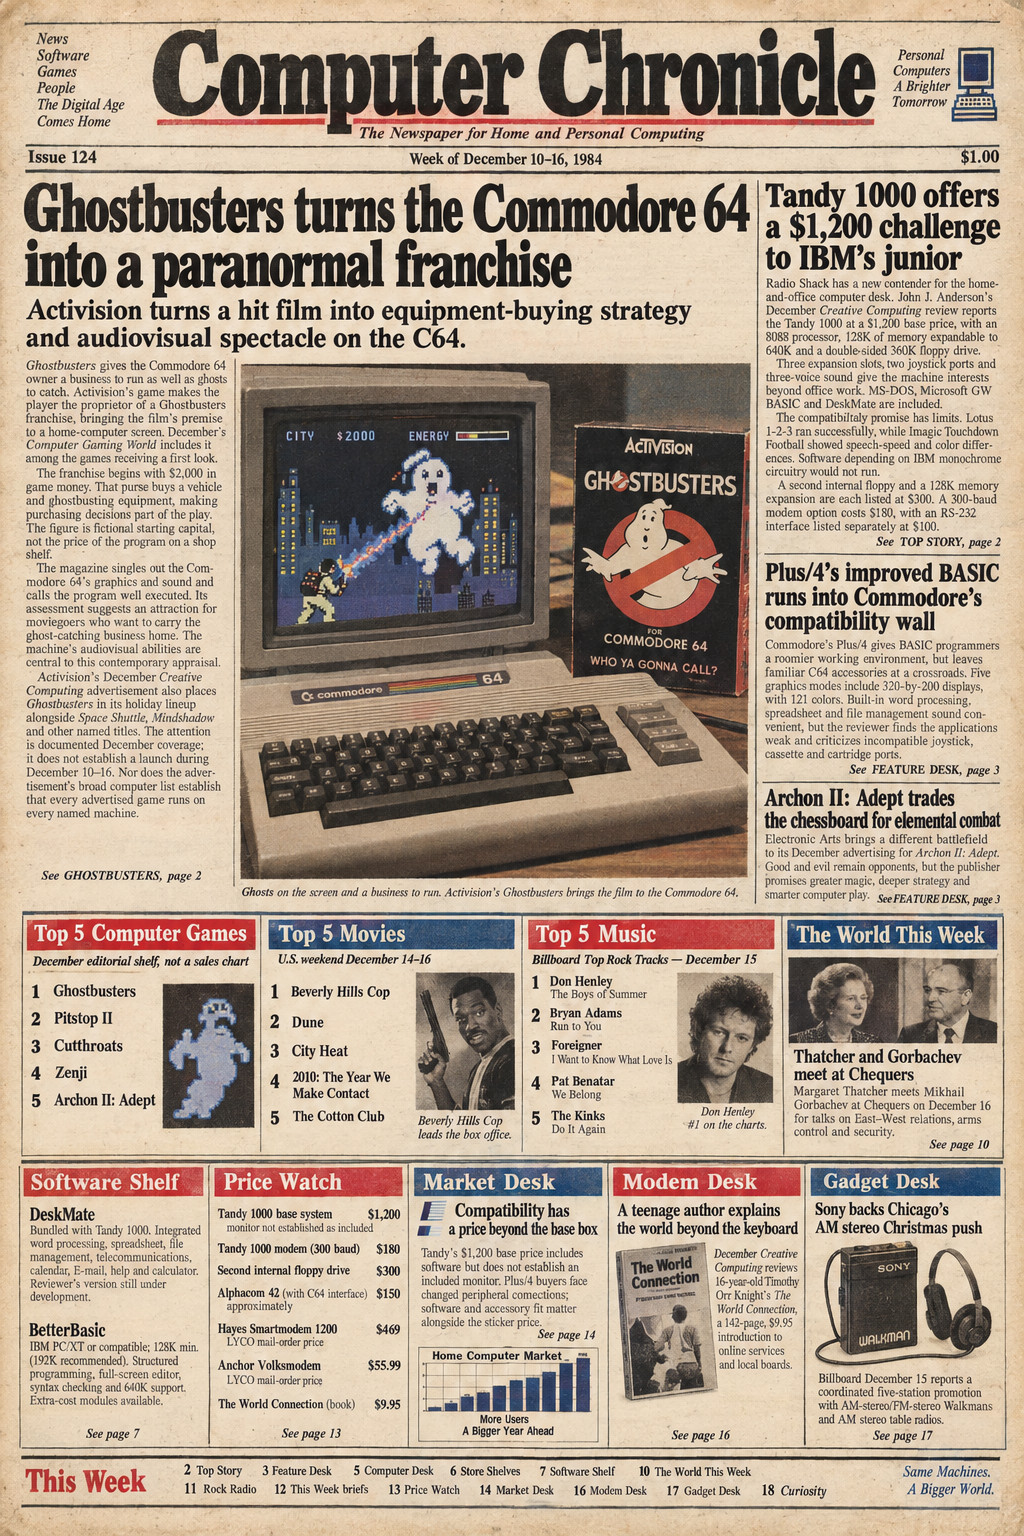 News
Software
Games
People
The Digital Age
Comes Home
Computer Chronicle
The Newspaper for Home and Personal Computing
Personal
Computers
A Brighter
Tomorrow
Issue 124
Week of December 10–16, 1984
$1.00
Ghostbusters turns the Commodore 64
into a paranormal franchise
Activision turns a hit film into equipment-buying strategy
and audiovisual spectacle on the C64.
Ghostbusters gives the Commodore 64
owner a business to run as well as ghosts
to catch. Activision's game makes the
player the proprietor of a Ghostbusters
franchise, bringing the film's premise
to a home-computer screen. December's
Computer Gaming World includes it
among the games receiving a first look.
The franchise begins with $2,000 in
game money. That purse buys a vehicle
and ghostbusting equipment, making
purchasing decisions part of the play.
The figure is fictional starting capital,
not the price of the program on a shop
shelf.
The magazine singles out the Com-
modore 64's graphics and sound and
calls the program well executed. Its
assessment suggests an attraction for
moviegoers who want to carry the
ghost-catching business home. The
machine's audiovisual abilities are
central to this contemporary appraisal.
Activision's December Creative
Computing advertisement also places
Ghostbusters in its holiday lineup
alongside Space Shuttle, Mindshadow
and other named titles. The attention
is documented December coverage;
it does not establish a launch during
December 10–16. Nor does the adver-
tisement's broad computer list establish
that every advertised game runs on
every named machine.
See GHOSTBUSTERS, page 2
CITY $2000 ENERGY
ACTIVISION
GHOSTBUSTERS
FOR
COMMODORE 64
WHO YA GONNA CALL?
commodore 64
Ghosts on the screen and a business to run. Activision's Ghostbusters brings the film to the Commodore 64.
Tandy 1000 offers
a $1,200 challenge
to IBM's junior
Radio Shack has a new contender for the home-
and-office computer desk. John J. Anderson's
December Creative Computing review reports
the Tandy 1000 at a $1,200 base price, with an
8088 processor, 128K of memory expandable to
640K and a double-sided 360K floppy drive.
Three expansion slots, two joystick ports and
three-voice sound give the machine interests
beyond office work. MS-DOS, Microsoft GW
BASIC and DeskMate are included.
The compatibiltaly promise has limits. Lotus
1-2-3 ran successfully, while Imagic Touchdown
Football showed speech-speed and color differ-
ences. Software depending on IBM monochrome
circuitry would not run.
A second internal floppy and a 128K memory
expansion are each listed at $300. A 300-baud
modem option costs $180, with an RS-232
interface listed separately at $100.
See TOP STORY, page 2
Plus/4's improved BASIC
runs into Commodore's
compatibility wall
Commodore's Plus/4 gives BASIC programmers
a roomier working environment, but leaves
familiar C64 accessories at a crossroads. Five
graphics modes include 320-by-200 displays,
with 121 colors. Built-in word processing,
spreadsheet and file management sound con-
venient, but the reviewer finds the applications
weak and criticizes incompatible joystick,
cassette and cartridge ports.
See FEATURE DESK, page 3
Archon II: Adept trades
the chessboard for elemental combat
Electronic Arts brings a different battlefield
to its December advertising for Archon II: Adept.
Good and evil remain opponents, but the publisher
promises greater magic, deeper strategy and
smarter computer play. See FEATURE DESK, page 3
Top 5 Computer Games
December editorial shelf, not a sales chart
1 Ghostbusters
2 Pitstop II
3 Cutthroats
4 Zenji
5 Archon II: Adept
Top 5 Movies
U.S. weekend December 14–16
1 Beverly Hills Cop
2 Dune
3 City Heat
4 2010: The Year We
Make Contact
5 The Cotton Club
Beverly Hills Cop
leads the box office.
Top 5 Music
Billboard Top Rock Tracks — December 15
1 Don Henley
The Boys of Summer
2 Bryan Adams
Run to You
3 Foreigner
I Want to Know What Love Is
4 Pat Benatar
We Belong
5 The Kinks
Do It Again
Don Henley
#1 on the charts.
The World This Week
Thatcher and Gorbachev
meet at Chequers
Margaret Thatcher meets Mikhail
Gorbachev at Chequers on December 16
for talks on East–West relations, arms
control and security.
See page 10
Software Shelf
DeskMate
Bundled with Tandy 1000. Integrated
word processing, spreadsheet, file
management, telecommunications,
calendar, E-mail, help and calculator.
Reviewer's version still under
development.
BetterBasic
IBM PC/XT or compatible; 128K min.
(192K recommended). Structured
programming, full-screen editor,
syntax checking and 640K support.
Extra-cost modules available.
See page 7
Price Watch
Tandy 1000 base system $1,200
monitor not established as included
Tandy 1000 modem (300 baud) $180
Second internal floppy drive $300
Alphacom 42 (with C64 interface) $150
approximately
Hayes Smartmodem 1200 $469
LYCO mail-order price
Anchor Volksmodem $55.99
LYCO mail-order price
The World Connection (book) $9.95
See page 13
Market Desk
Compatibility has
a price beyond the base box
Tandy's $1,200 base price includes
software but does not establish an
included monitor. Plus/4 buyers face
changed peripheral comections;
software and accessory fit matter
alongside the sticker price.
See page 14
Home Computer Market
More Users
A Bigger Year Ahead
Modem Desk
A teenage author explains
the world beyond the keyboard
The World
Connection
December Creative
Computing reviews
16-year-old Timothy
Orr Knight's The
World Connection,
a 142-page, $9.95
introduction to
online services
and local boards.
See page 16
Gadget Desk
Sony backs Chicago's
AM stereo Christmas push
SONY
WALKMAN
Billboard December 15 reports a
coordinated five-station promotion
with AM-stereo/FM-stereo Walkmans
and AM stereo table radios.
See page 17
This Week
2 Top Story 3 Feature Desk 5 Computer Desk 6 Store Shelves 7 Software Shelf 10 The World This Week
11 Rock Radio 12 This Week briefs 13 Price Watch 14 Market Desk 16 Modem Desk 17 Gadget Desk 18 Curiosity
Same Machines.
A Bigger World.